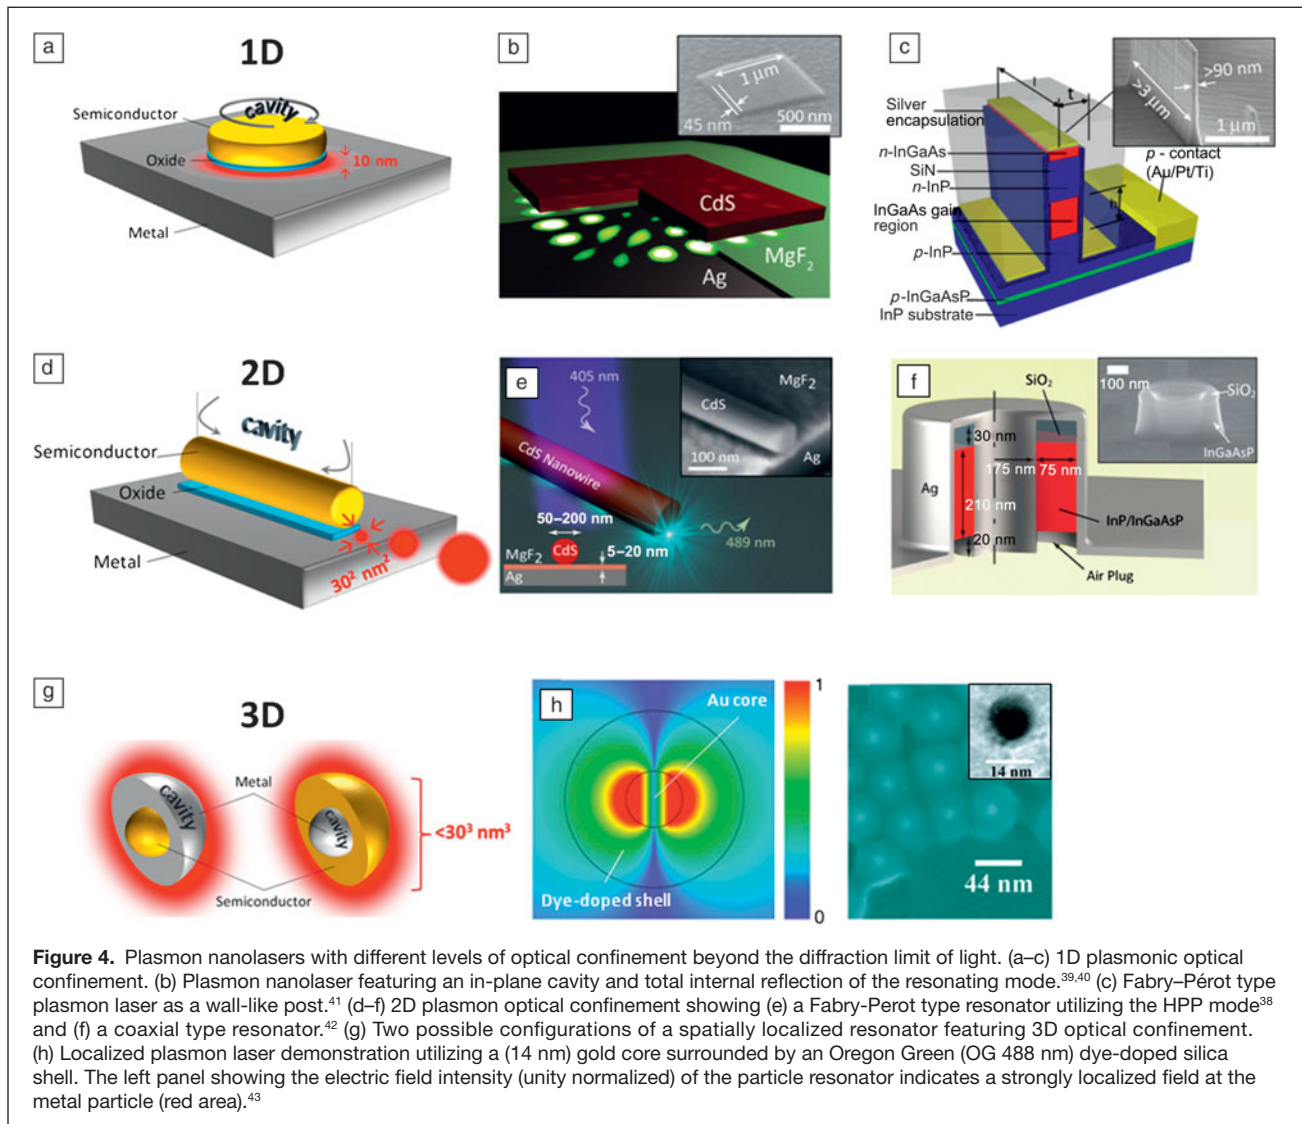 a
1D
cavity
Semiconductor
Oxide
10 nm
Metal
b
1 μm
45 nm
500 nm
CdS
MgF₂
Ag
c
l
t
>90 nm
>3 μm
1 μm
Silver
encapsulation
n-InGaAs
SiN
n-InP
InGaAs gain
region
h
p-InP
p-InGaAsP
InP substrate
p - contact
(Au/Pt/Ti)
d
2D
cavity
Semiconductor
Oxide
Metal
30² nm²
e
405 nm
MgF₂
CdS
100 nm
Ag
CdS Nanowire
50–200 nm
489 nm
5–20 nm
MgF₂
CdS
Ag
f
SiO₂
100 nm
SiO₂
InGaAsP
30 nm
175 nm
75 nm
Ag
210 nm
InP/InGaAsP
20 nm
Air Plug
g
3D
Metal
cavity
cavity
<30³ nm³
Semiconductor
h
Au core
Dye-doped shell
1
0
14 nm
44 nm
Figure 4. Plasmon nanolasers with different levels of optical confinement beyond the diffraction limit of light. (a–c) 1D plasmonic optical
confinement. (b) Plasmon nanolaser featuring an in-plane cavity and total internal reflection of the resonating mode.³⁹,⁴⁰ (c) Fabry–Pérot type
plasmon laser as a wall-like post.⁴¹ (d–f) 2D plasmon optical confinement showing (e) a Fabry-Perot type resonator utilizing the HPP mode³⁸
and (f) a coaxial type resonator.⁴² (g) Two possible configurations of a spatially localized resonator featuring 3D optical confinement.
(h) Localized plasmon laser demonstration utilizing a (14 nm) gold core surrounded by an Oregon Green (OG 488 nm) dye-doped silica
shell. The left panel showing the electric field intensity (unity normalized) of the particle resonator indicates a strongly localized field at the
metal particle (red area).⁴³